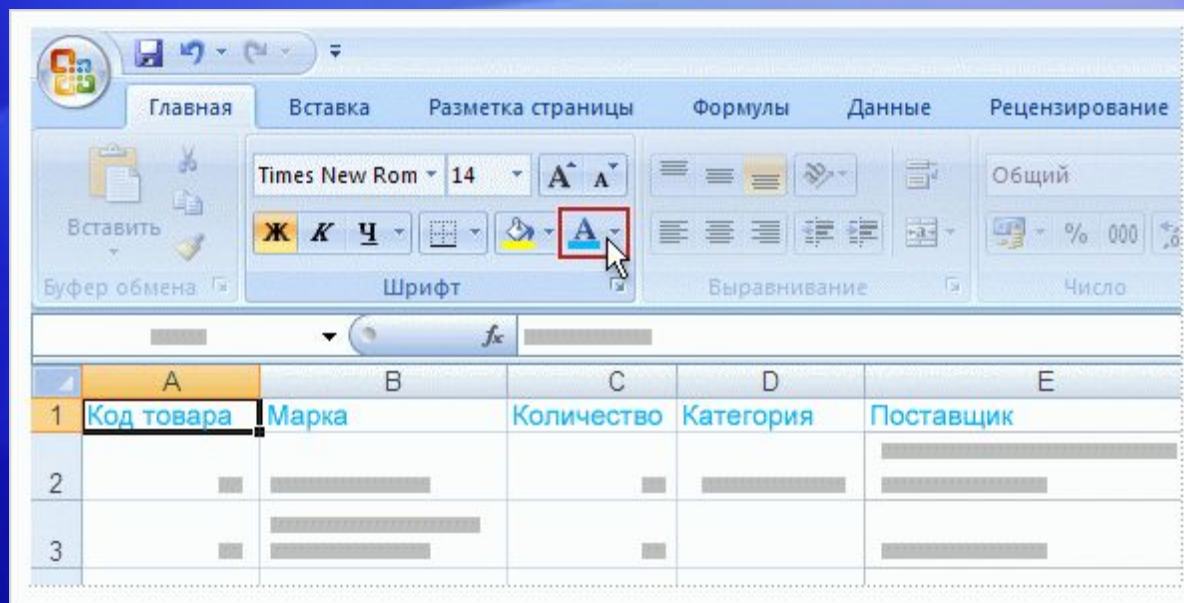 Главная Вставка Разметка страницы Формулы Данные Рецензирование
Times New Rom 14 А А Общий
Вставить Ж К Ч А % 000
Буфер обмена Шрифт Выравнивание Число
fx
A B C D E
1 Код товара Марка Количество Категория Поставщик
2
3